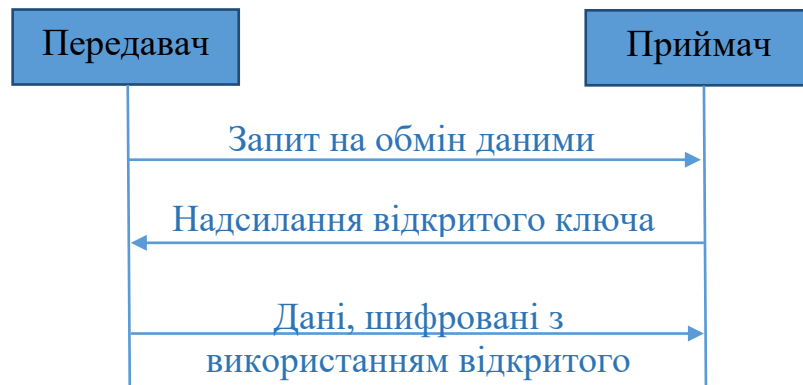 Передавач
Приймач
Запит на обмін даними
Надсилання відкритого ключа
Дані, шифровані з
використанням відкритого